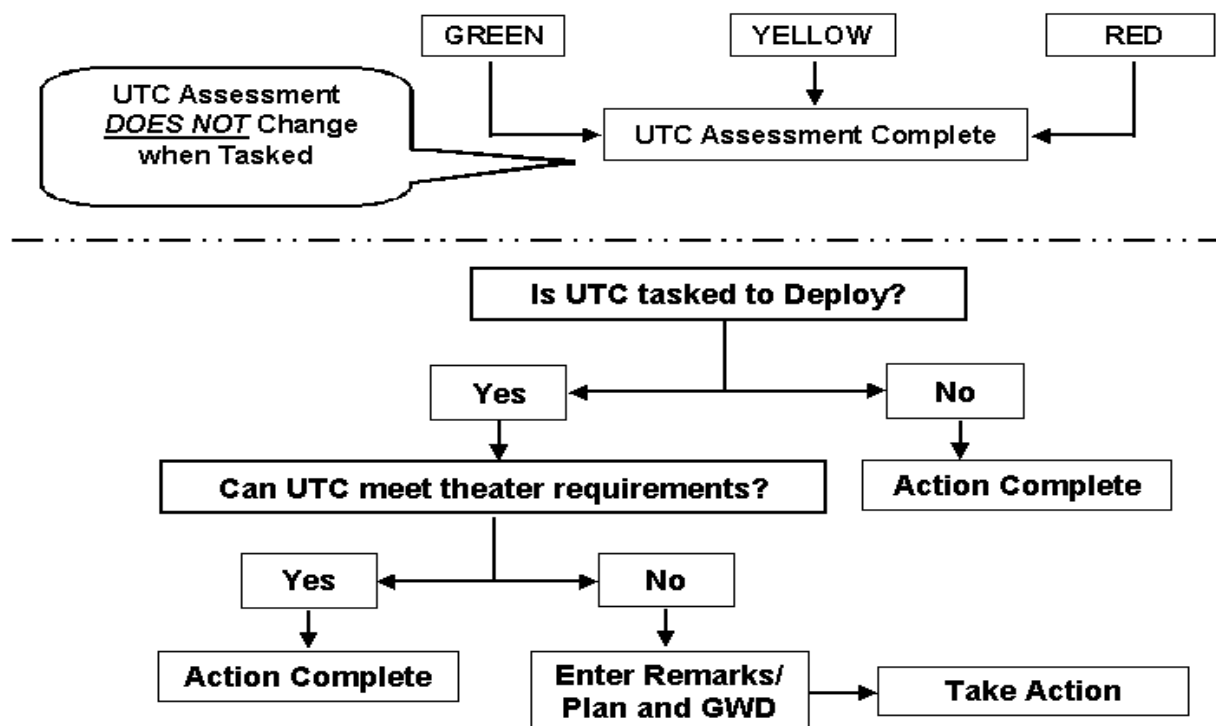 GREEN
YELLOW
RED
UTC Assessment
DOES NOT Change
when Tasked
UTC Assessment Complete
Is UTC tasked to Deploy?
Yes
No
Can UTC meet theater requirements?
Action Complete
Yes
No
Action Complete
Enter Remarks/
Plan and GWD
Take Action